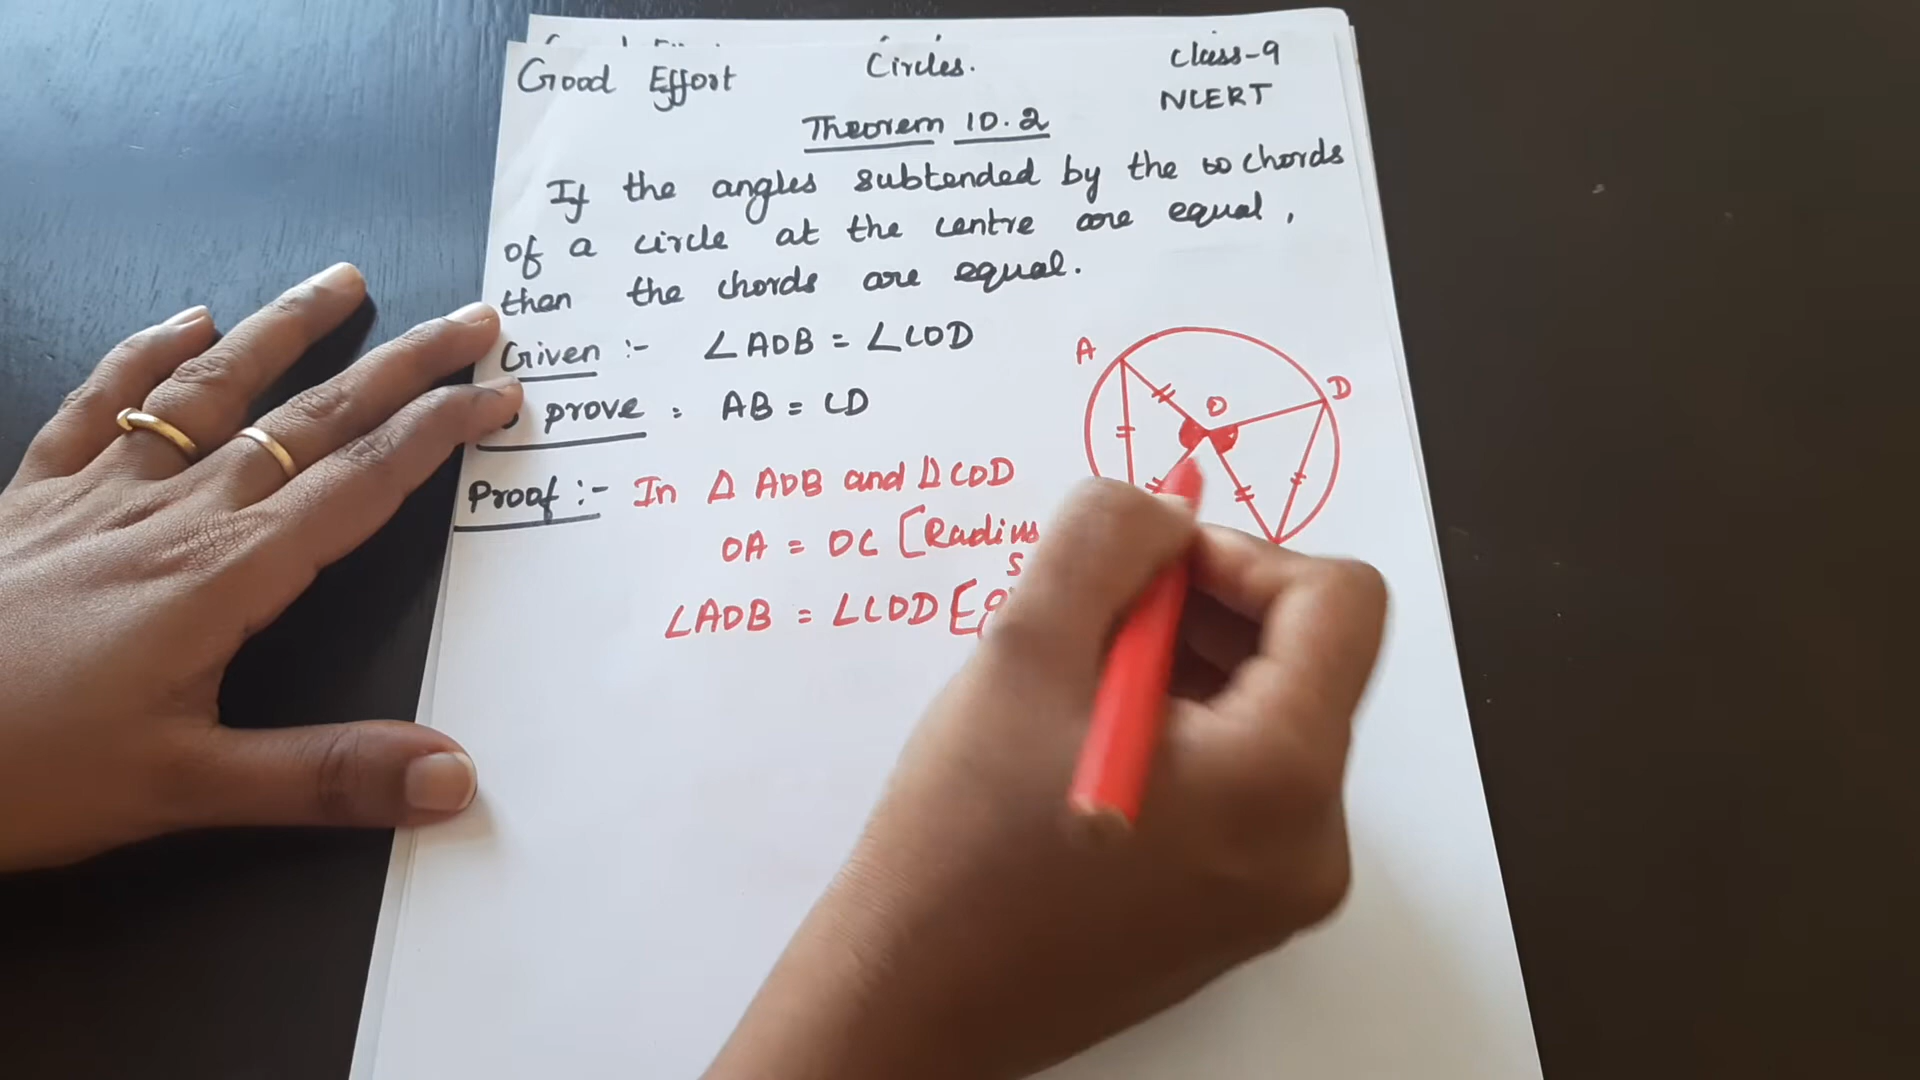 Good Effort
Circles.
Class-9
NCERT
Theorem 10.2
If the angles subtended by the chords
of a circle at the centre are equal,
then the chords are equal.
Given :- ∠AOB = ∠COD
prove : AB = CD
Proof :- In Δ AOB and Δ COD
OA = OC [Radius
S
∠AOB = ∠COD [
A
O
D